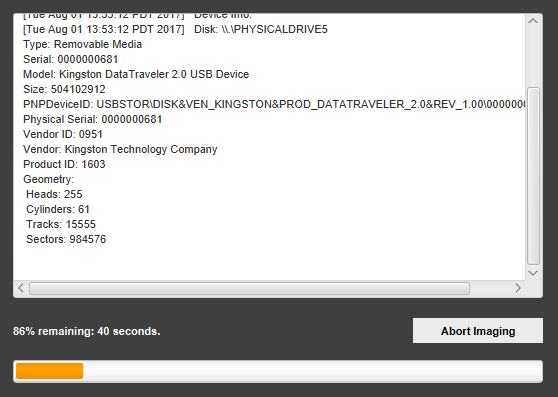 [Tue Aug 01 13:53:12 PDT 2017]   Device Info:
[Tue Aug 01 13:53:12 PDT 2017]   Disk: \\.\PHYSICALDRIVE5
Type: Removable Media
Serial: 0000000681
Model: Kingston DataTraveler 2.0 USB Device
Size: 504102912
PNPDeviceID: USBSTOR\DISK&VEN_KINGSTON&PROD_DATATRAVELER_2.0&REV_1.00\0000000
Physical Serial: 0000000681
Vendor ID: 0951
Vendor: Kingston Technology Company
Product ID: 1603
Geometry:
Heads: 255
Cylinders: 61
Tracks: 15555
Sectors: 984576
86% remaining: 40 seconds.
Abort Imaging